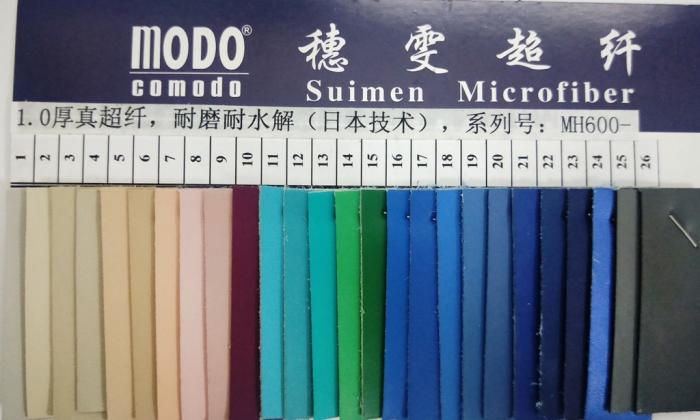 MODO®
comodo
穗雯超纤
Suimen Microfiber
1.0厚真超纤，耐磨耐水解（日本技术），系列号：MH600-
1 2 3 4 5 6 7 8 9 10 11 12 13 14 15 16 17 18 19 20 21 22 23 24 25 26